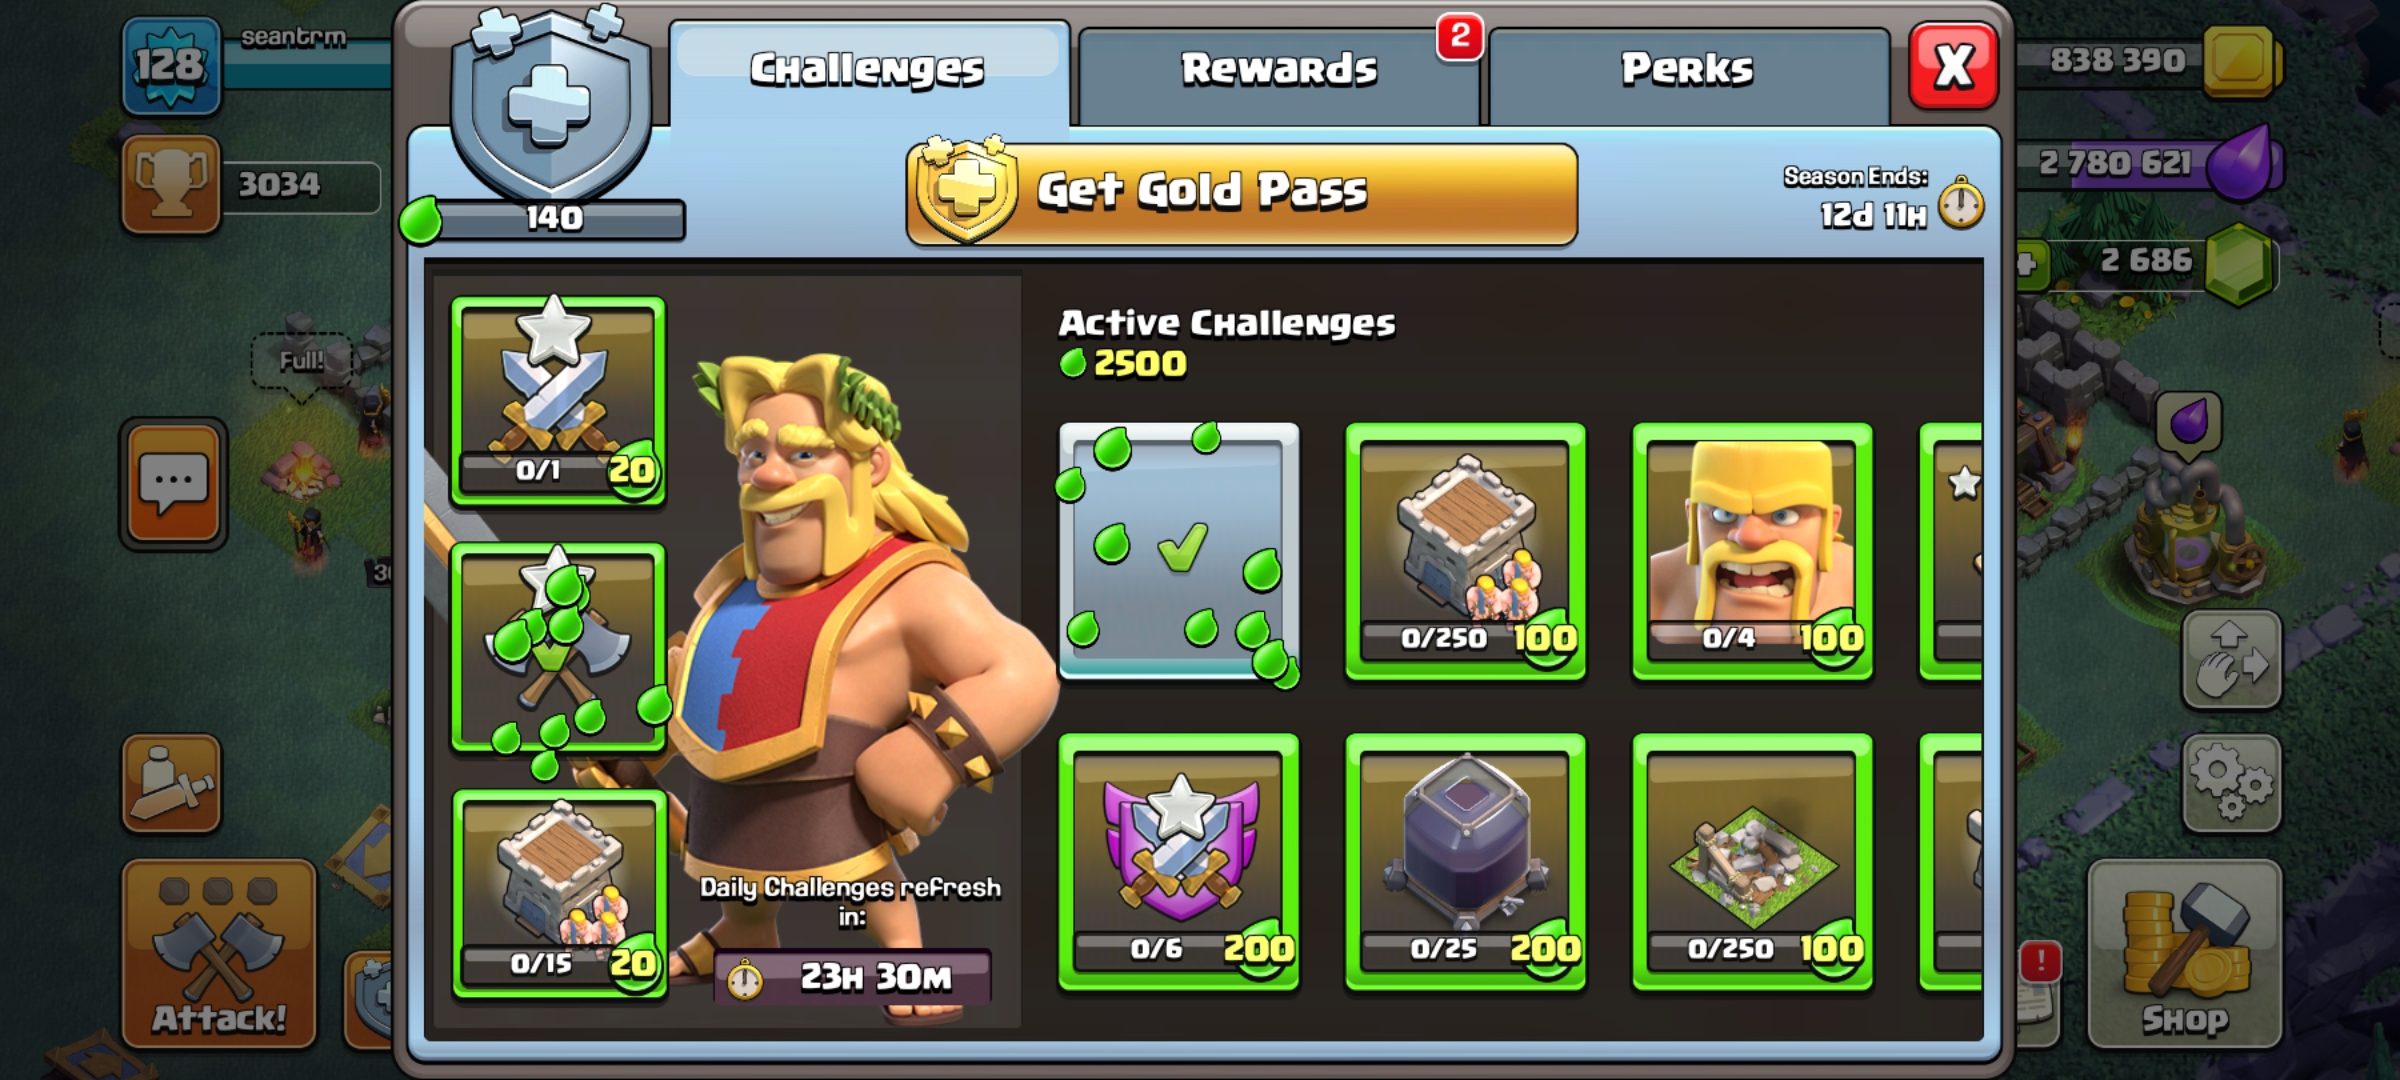 128
seantrm
Challenges
Rewards
2
Perks
X
838 390
3034
140
Get Gold Pass
Season Ends:
12d 11H
2 780 621
2 686
Full!
Active Challenges
2500
0/1
20
0/250
100
0/4
100
0/15
20
Daily Challenges refresh
in:
23H 30M
0/6
200
0/25
200
0/250
100
!
Attack!
Shop